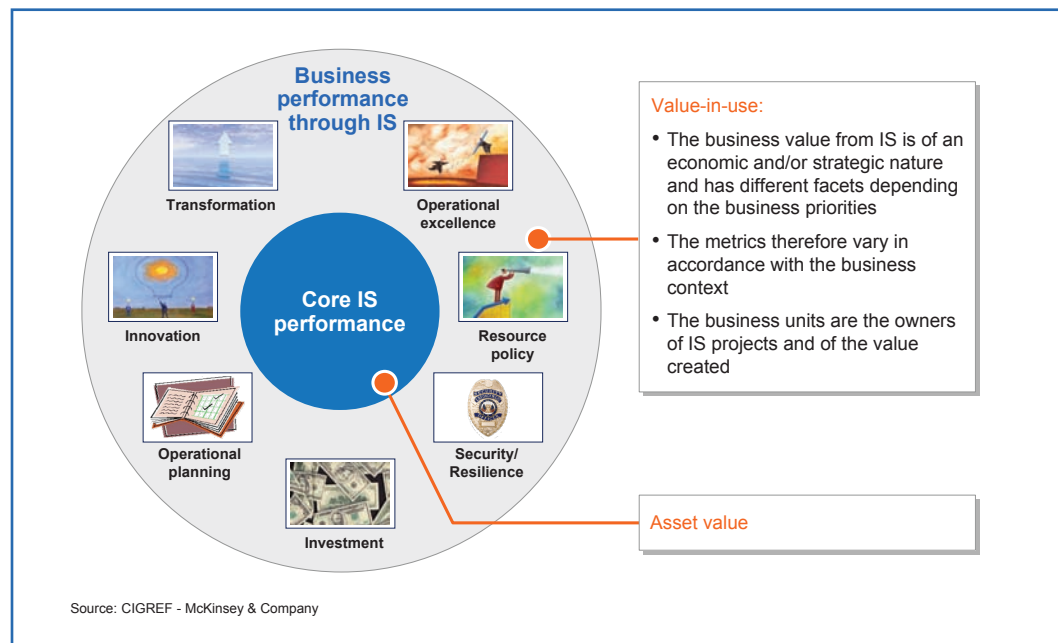 Business
performance
through IS
Transformation
Operational
excellence
Innovation
Core IS
performance
Resource
policy
Operational
planning
Security/
Resilience
Investment
Value-in-use:
• The business value from IS is of an
economic and/or strategic nature
and has different facets depending
on the business priorities
• The metrics therefore vary in
accordance with the business
context
• The business units are the owners
of IS projects and of the value
created
Asset value
Source: CIGREF - McKinsey & Company